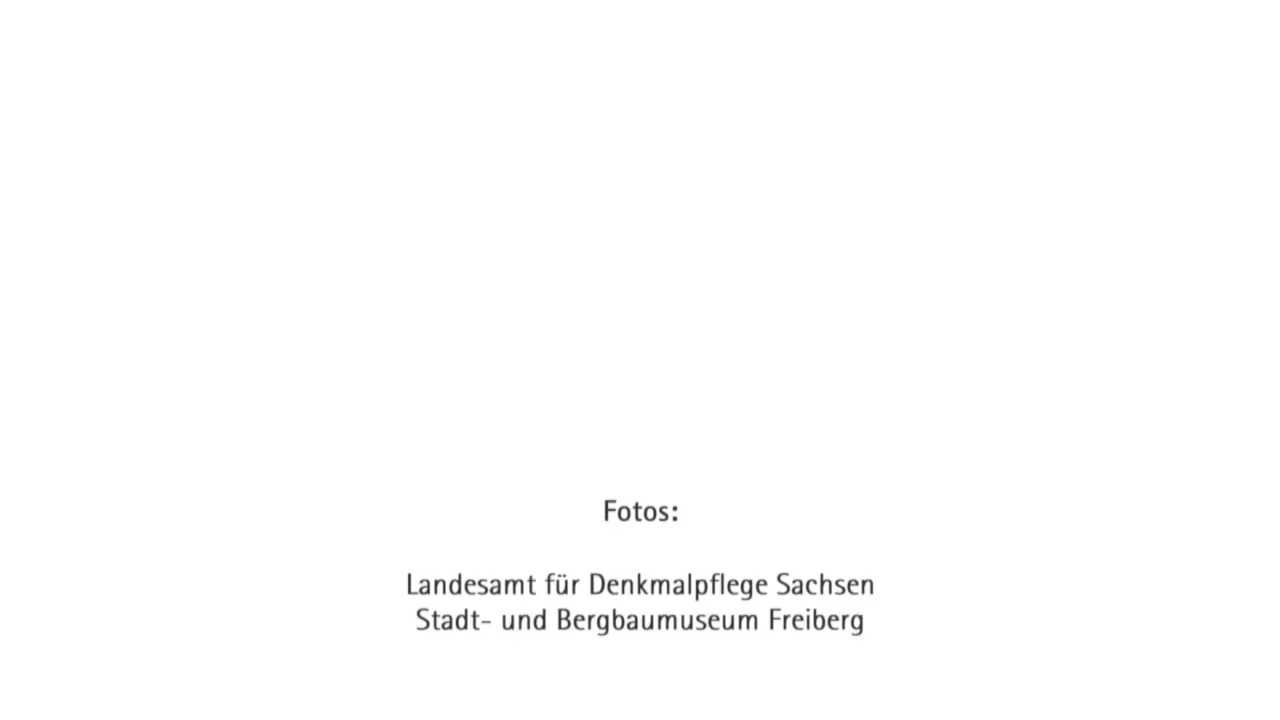 Fotos:
Landesamt für Denkmalpflege Sachsen
Stadt- und Bergbaumuseum Freiberg